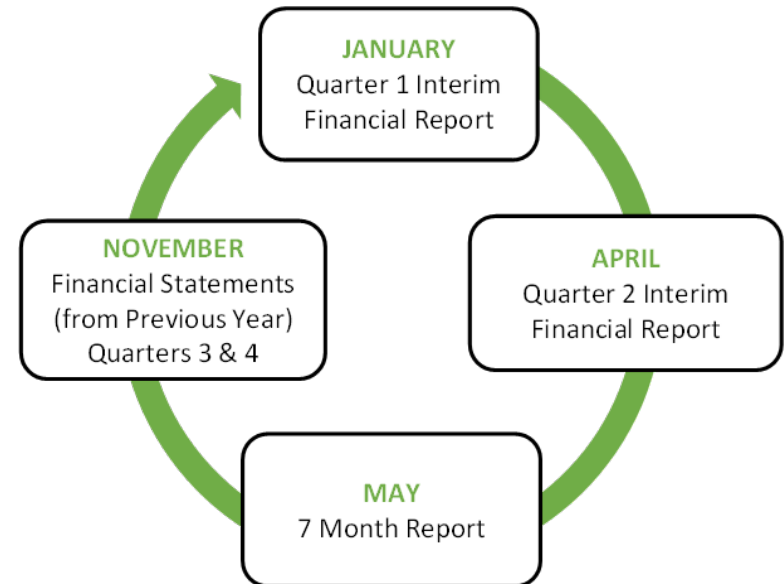 JANUARY
Quarter 1 Interim
Financial Report
APRIL
Quarter 2 Interim
Financial Report
MAY
7 Month Report
NOVEMBER
Financial Statements
(from Previous Year)
Quarters 3 & 4